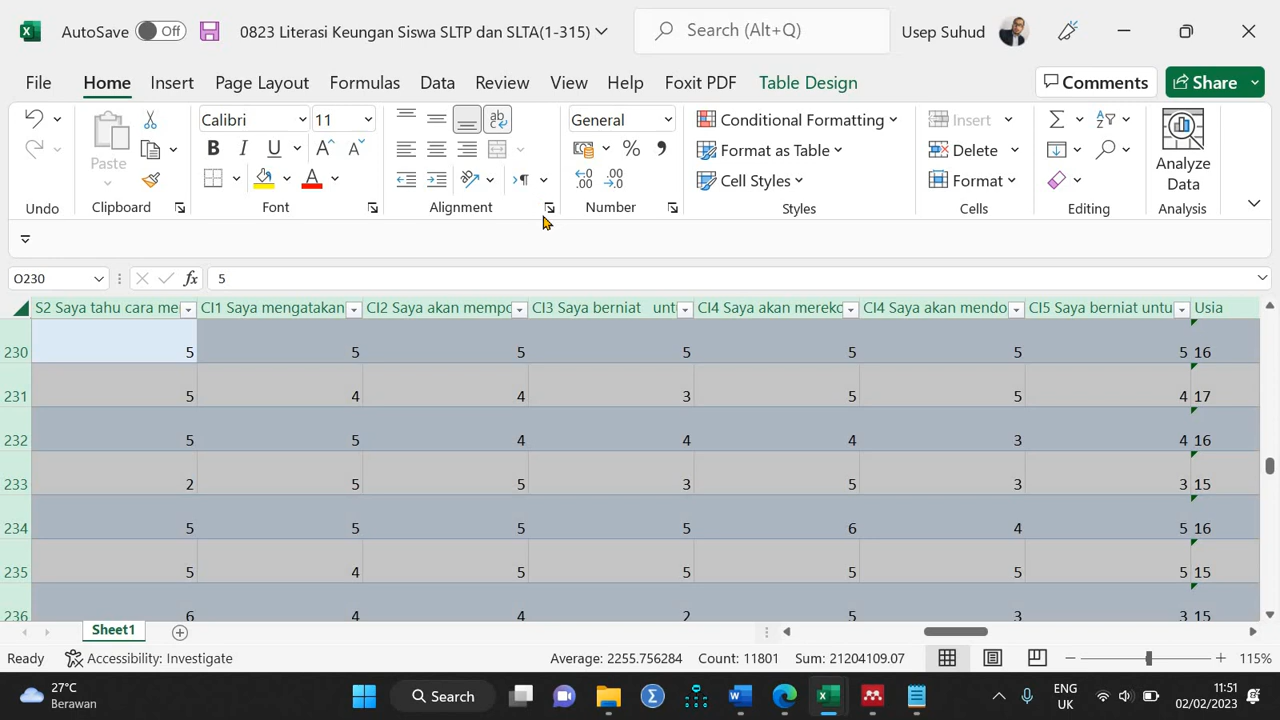 AutoSave Off 0823 Literasi Keungan Siswa SLTP dan SLTA(1-315) Search (Alt+Q) Usep Suhud
File Home Insert Page Layout Formulas Data Review View Help Foxit PDF Table Design Comments Share
Paste Calibri 11 ab General Conditional Formatting Insert Analyze Data
Format as Table Delete
Cell Styles Format
Undo Clipboard Font Alignment Number Styles Cells Editing Analysis
O230 fx 5
S2 Saya tahu cara me CI1 Saya mengatakan CI2 Saya akan mempo CI3 Saya berniat unt CI4 Saya akan mereko CI4 Saya akan mendo CI5 Saya berniat untu Usia
230 5 5 5 5 5 5 5 16
231 5 4 4 3 5 5 4 17
232 5 5 4 4 4 3 4 16
233 2 5 5 3 5 3 3 15
234 5 5 5 5 6 4 5 16
235 5 4 5 5 5 5 5 15
236 6 4 4 2 5 3 3 15
Sheet1
Ready Accessibility: Investigate Average: 2255.756284 Count: 11801 Sum: 21204109.07 115%
27°C Berawan Search ENG UK 11:51 02/02/2023